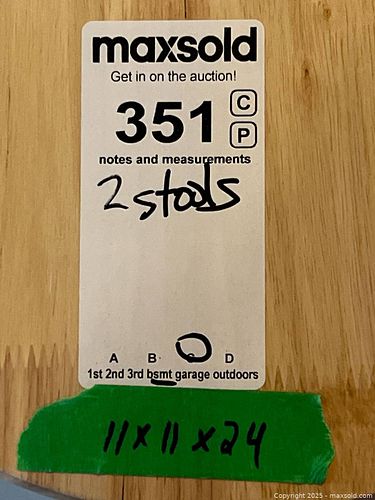 maxsold
Get in on the auction!
351
C
P
notes and measurements
2 stools
A B C D
1st 2nd 3rd bsmt garage outdoors
11 x 11 x 24
Copyright 2025 - maxsold.com